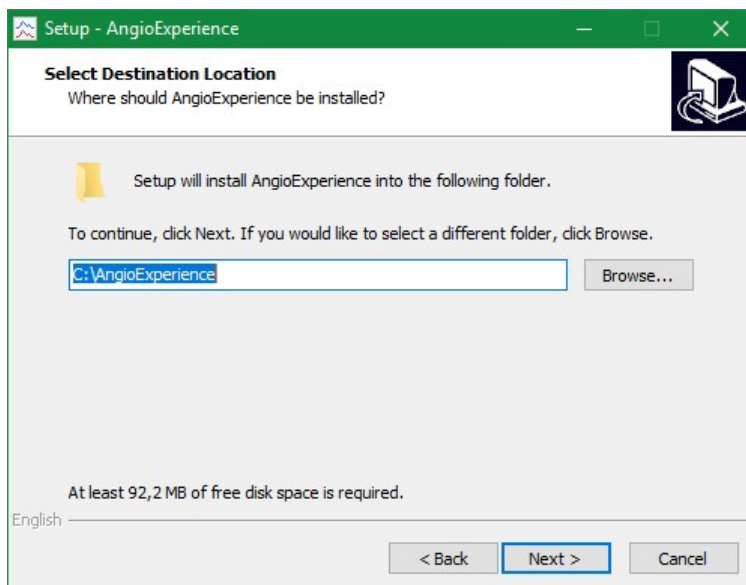 Setup - AngioExperience
Select Destination Location
Where should AngioExperience be installed?
Setup will install AngioExperience into the following folder.
To continue, click Next. If you would like to select a different folder, click Browse.
C:\AngioExperience
Browse...
At least 92,2 MB of free disk space is required.
English
< Back
Next >
Cancel